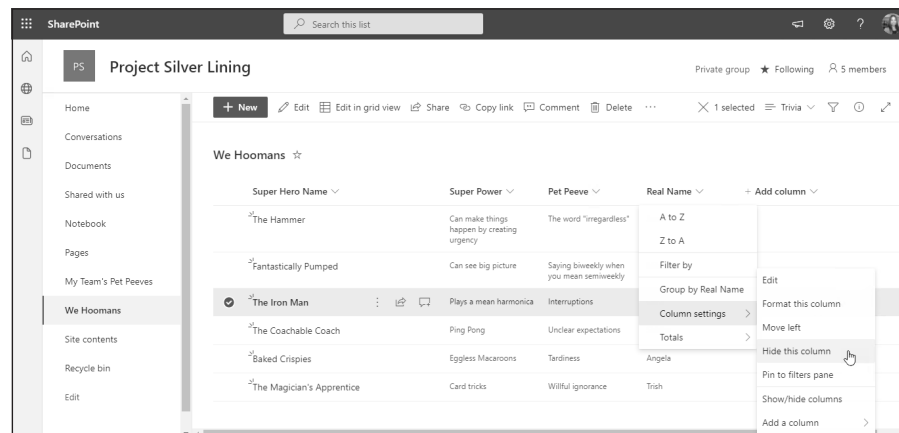 SharePoint
Search this list
PS
Project Silver Lining
Private group
Following
5 members
Home
Conversations
Documents
Shared with us
Notebook
Pages
My Team's Pet Peeves
We Hoomans
Site contents
Recycle bin
Edit
+ New
Edit
Edit in grid view
Share
Copy link
Comment
Delete
...
1 selected
Trivia
We Hoomans
Super Hero Name
Super Power
Pet Peeve
Real Name
+ Add column
The Hammer
Can make things
happen by creating
urgency
The word "irregardless"
Fantastically Pumped
Can see big picture
Saying biweekly when
you mean semiweekly
The Iron Man
Plays a mean harmonica
Interruptions
The Coachable Coach
Ping Pong
Unclear expectations
Baked Crispies
Eggless Macaroons
Tardiness
Angela
The Magician's Apprentice
Card tricks
Willful ignorance
Trish
A to Z
Z to A
Filter by
Group by Real Name
Column settings
Totals
Edit
Format this column
Move left
Hide this column
Pin to filters pane
Show/hide columns
Add a column